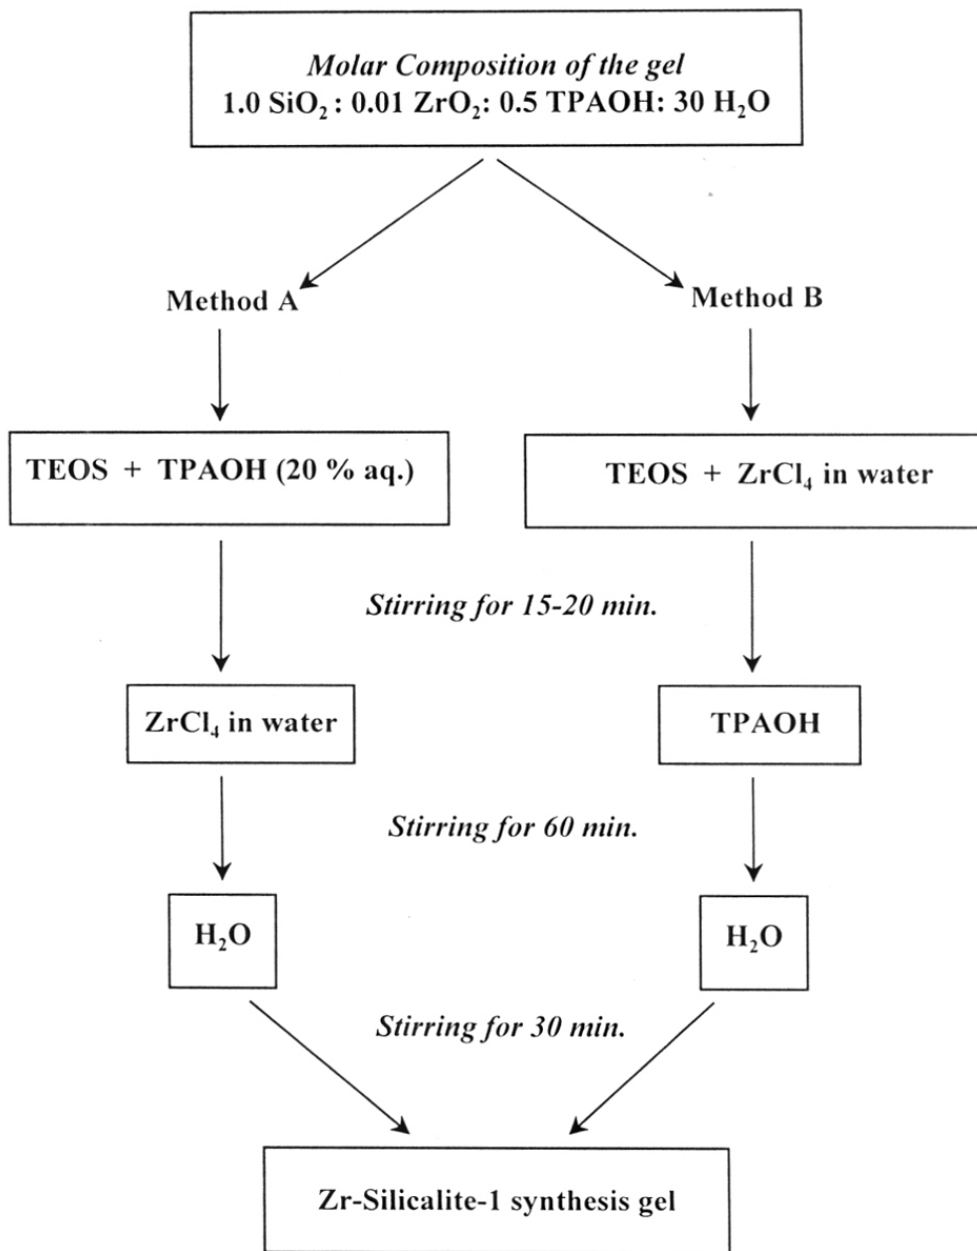 Molar Composition of the gel
1.0 SiO₂ : 0.01 ZrO₂: 0.5 TPAOH: 30 H₂O
Method A
Method B
TEOS + TPAOH (20 % aq.)
TEOS + ZrCl₄ in water
Stirring for 15-20 min.
ZrCl₄ in water
TPAOH
Stirring for 60 min.
H₂O
H₂O
Stirring for 30 min.
Zr-Silicalite-1 synthesis gel